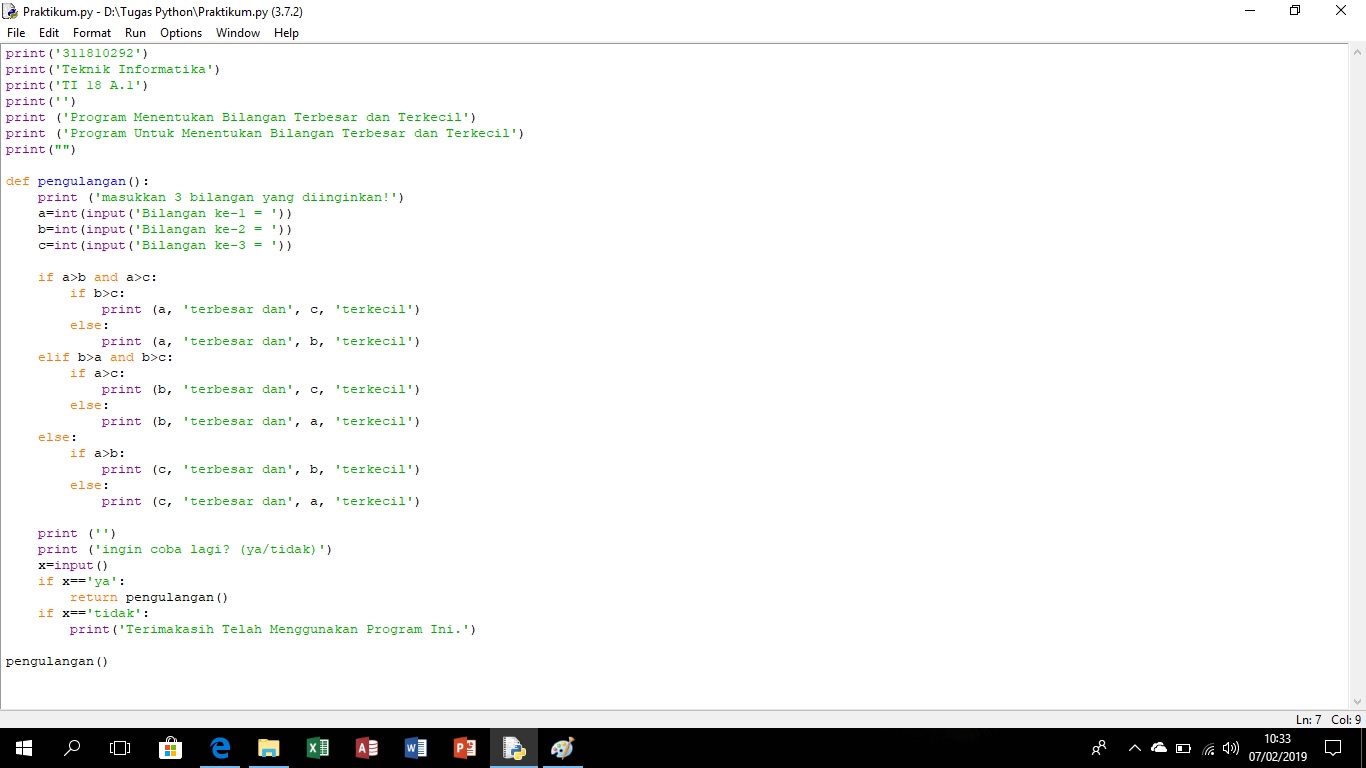 Praktikum.py - D:\Tugas Python\Praktikum.py (3.7.2)
File Edit Format Run Options Window Help
print('311810292')
print('Teknik Informatika')
print('TI 18 A.1')
print('')
print ('Program Menentukan Bilangan Terbesar dan Terkecil')
print ('Program Untuk Menentukan Bilangan Terbesar dan Terkecil')
print("")

def pengulangan():
    print ('masukkan 3 bilangan yang diinginkan!')
    a=int(input('Bilangan ke-1 = '))
    b=int(input('Bilangan ke-2 = '))
    c=int(input('Bilangan ke-3 = '))

    if a>b and a>c:
        if b>c:
            print (a, 'terbesar dan', c, 'terkecil')
        else:
            print (a, 'terbesar dan', b, 'terkecil')
    elif b>a and b>c:
        if a>c:
            print (b, 'terbesar dan', c, 'terkecil')
        else:
            print (b, 'terbesar dan', a, 'terkecil')
    else:
        if a>b:
            print (c, 'terbesar dan', b, 'terkecil')
        else:
            print (c, 'terbesar dan', a, 'terkecil')

    print ('')
    print ('ingin coba lagi? (ya/tidak)')
    x=input()
    if x=='ya':
        return pengulangan()
    if x=='tidak':
        print('Terimakasih Telah Menggunakan Program Ini.')

pengulangan()
Ln: 7 Col: 9
10:33
07/02/2019